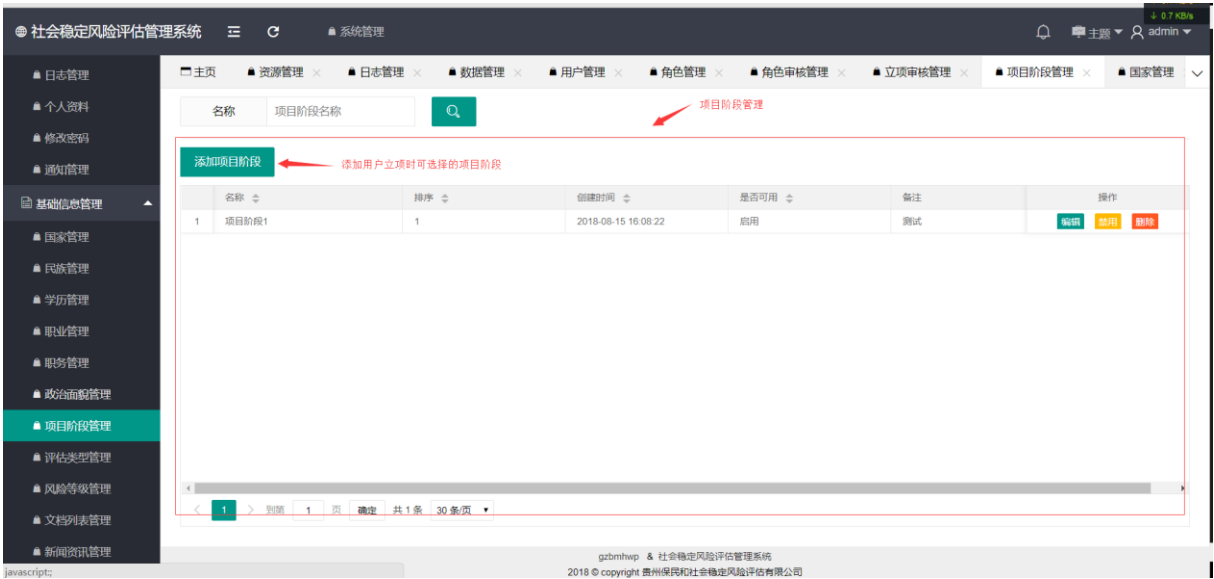 ↓ 0.7 KB/s
社会稳定风险评估管理系统 系统管理 主题 admin
日志管理
个人资料
修改密码
通知管理
基础信息管理
国家管理
民族管理
学历管理
职业管理
职务管理
政治面貌管理
项目阶段管理
评估类型管理
风险等级管理
文档列表管理
新闻资讯管理
javascript:;
主页 资源管理 日志管理 数据管理 用户管理 角色管理 角色审核管理 立项审核管理 项目阶段管理 国家管理
名称 项目阶段名称
项目阶段管理
添加项目阶段 添加用户立项时可选择的项目阶段
名称 排序 创建时间 是否可用 备注 操作
1 项目阶段1 1 2018-08-15 16:08:22 启用 测试 编辑 禁用 删除
1 到第 1 页 确定 共 1 条 30 条/页
gzbmhwp & 社会稳定风险评估管理系统
2018 © copyright 贵州保民和社会稳定风险评估有限公司